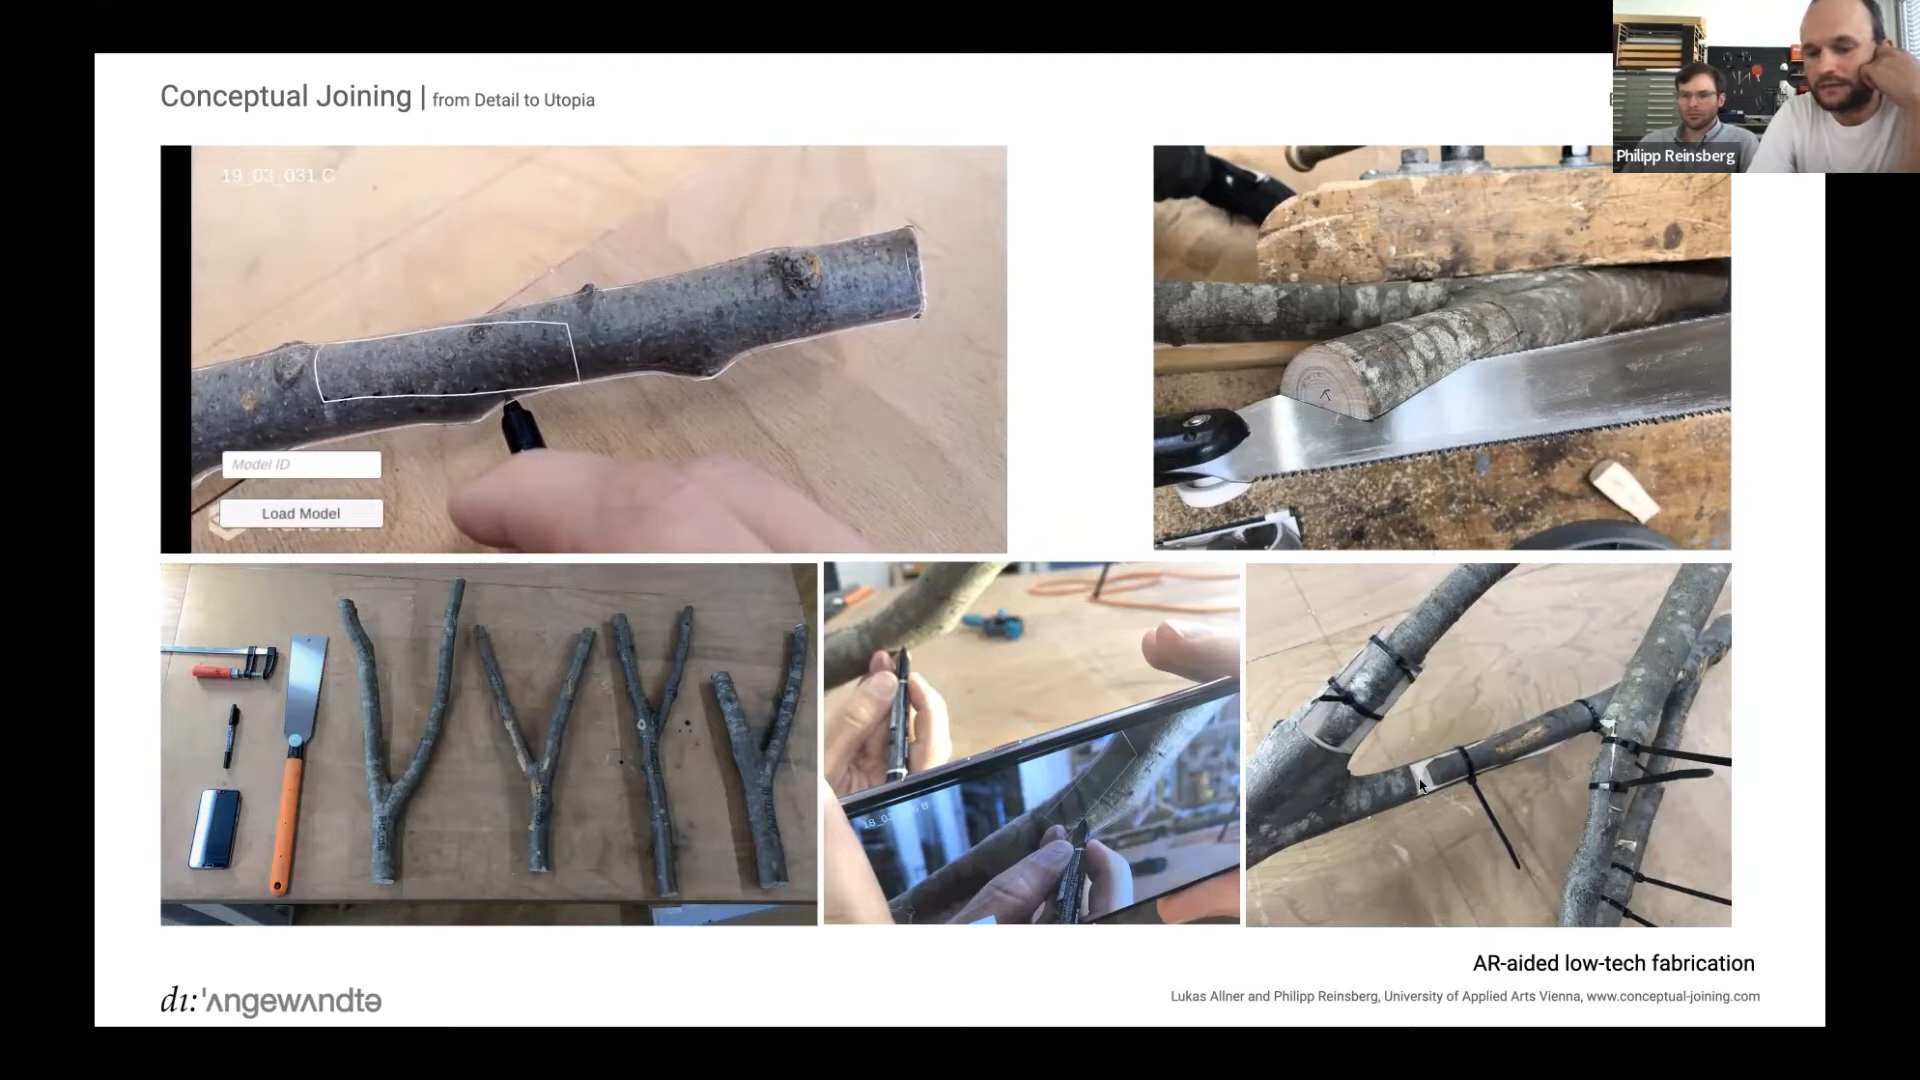 Conceptual Joining | from Detail to Utopia
Philipp Reinsberg
19_03_031 C
Model ID
Load Model
AR-aided low-tech fabrication
dı:'ʌngewʌndtə
Lukas Allner and Philipp Reinsberg, University of Applied Arts Vienna, www.conceptual-joining.com